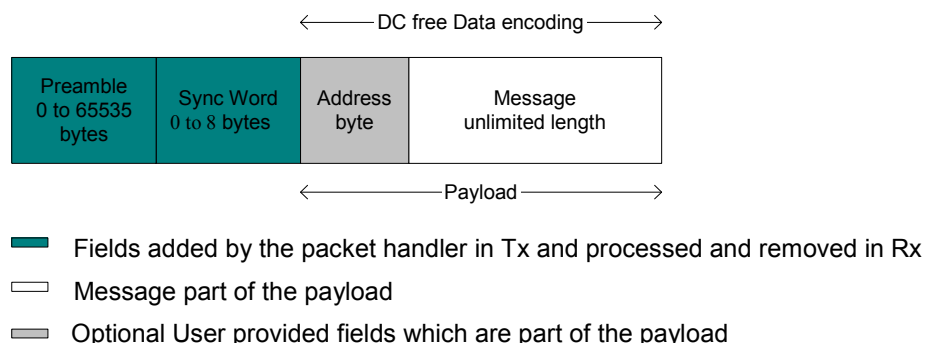 DC free Data encoding
Preamble
0 to 65535
bytes
Sync Word
0 to 8 bytes
Address
byte
Message
unlimited length
Payload
Fields added by the packet handler in Tx and processed and removed in Rx
Message part of the payload
Optional User provided fields which are part of the payload